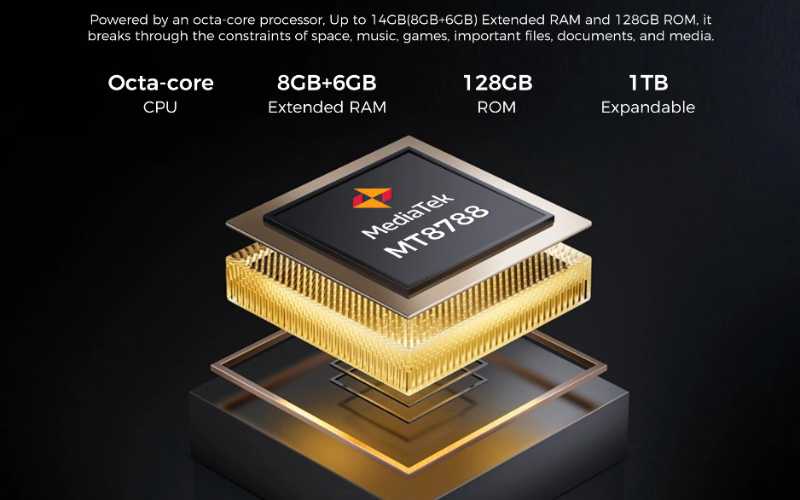 Powered by an octa-core processor, Up to 14GB(8GB+6GB) Extended RAM and 128GB ROM, it
breaks through the constraints of space, music, games, important files, documents, and media.
Octa-core 8GB+6GB 128GB 1TB
CPU Extended RAM ROM Expandable
MediaTek
MT8788